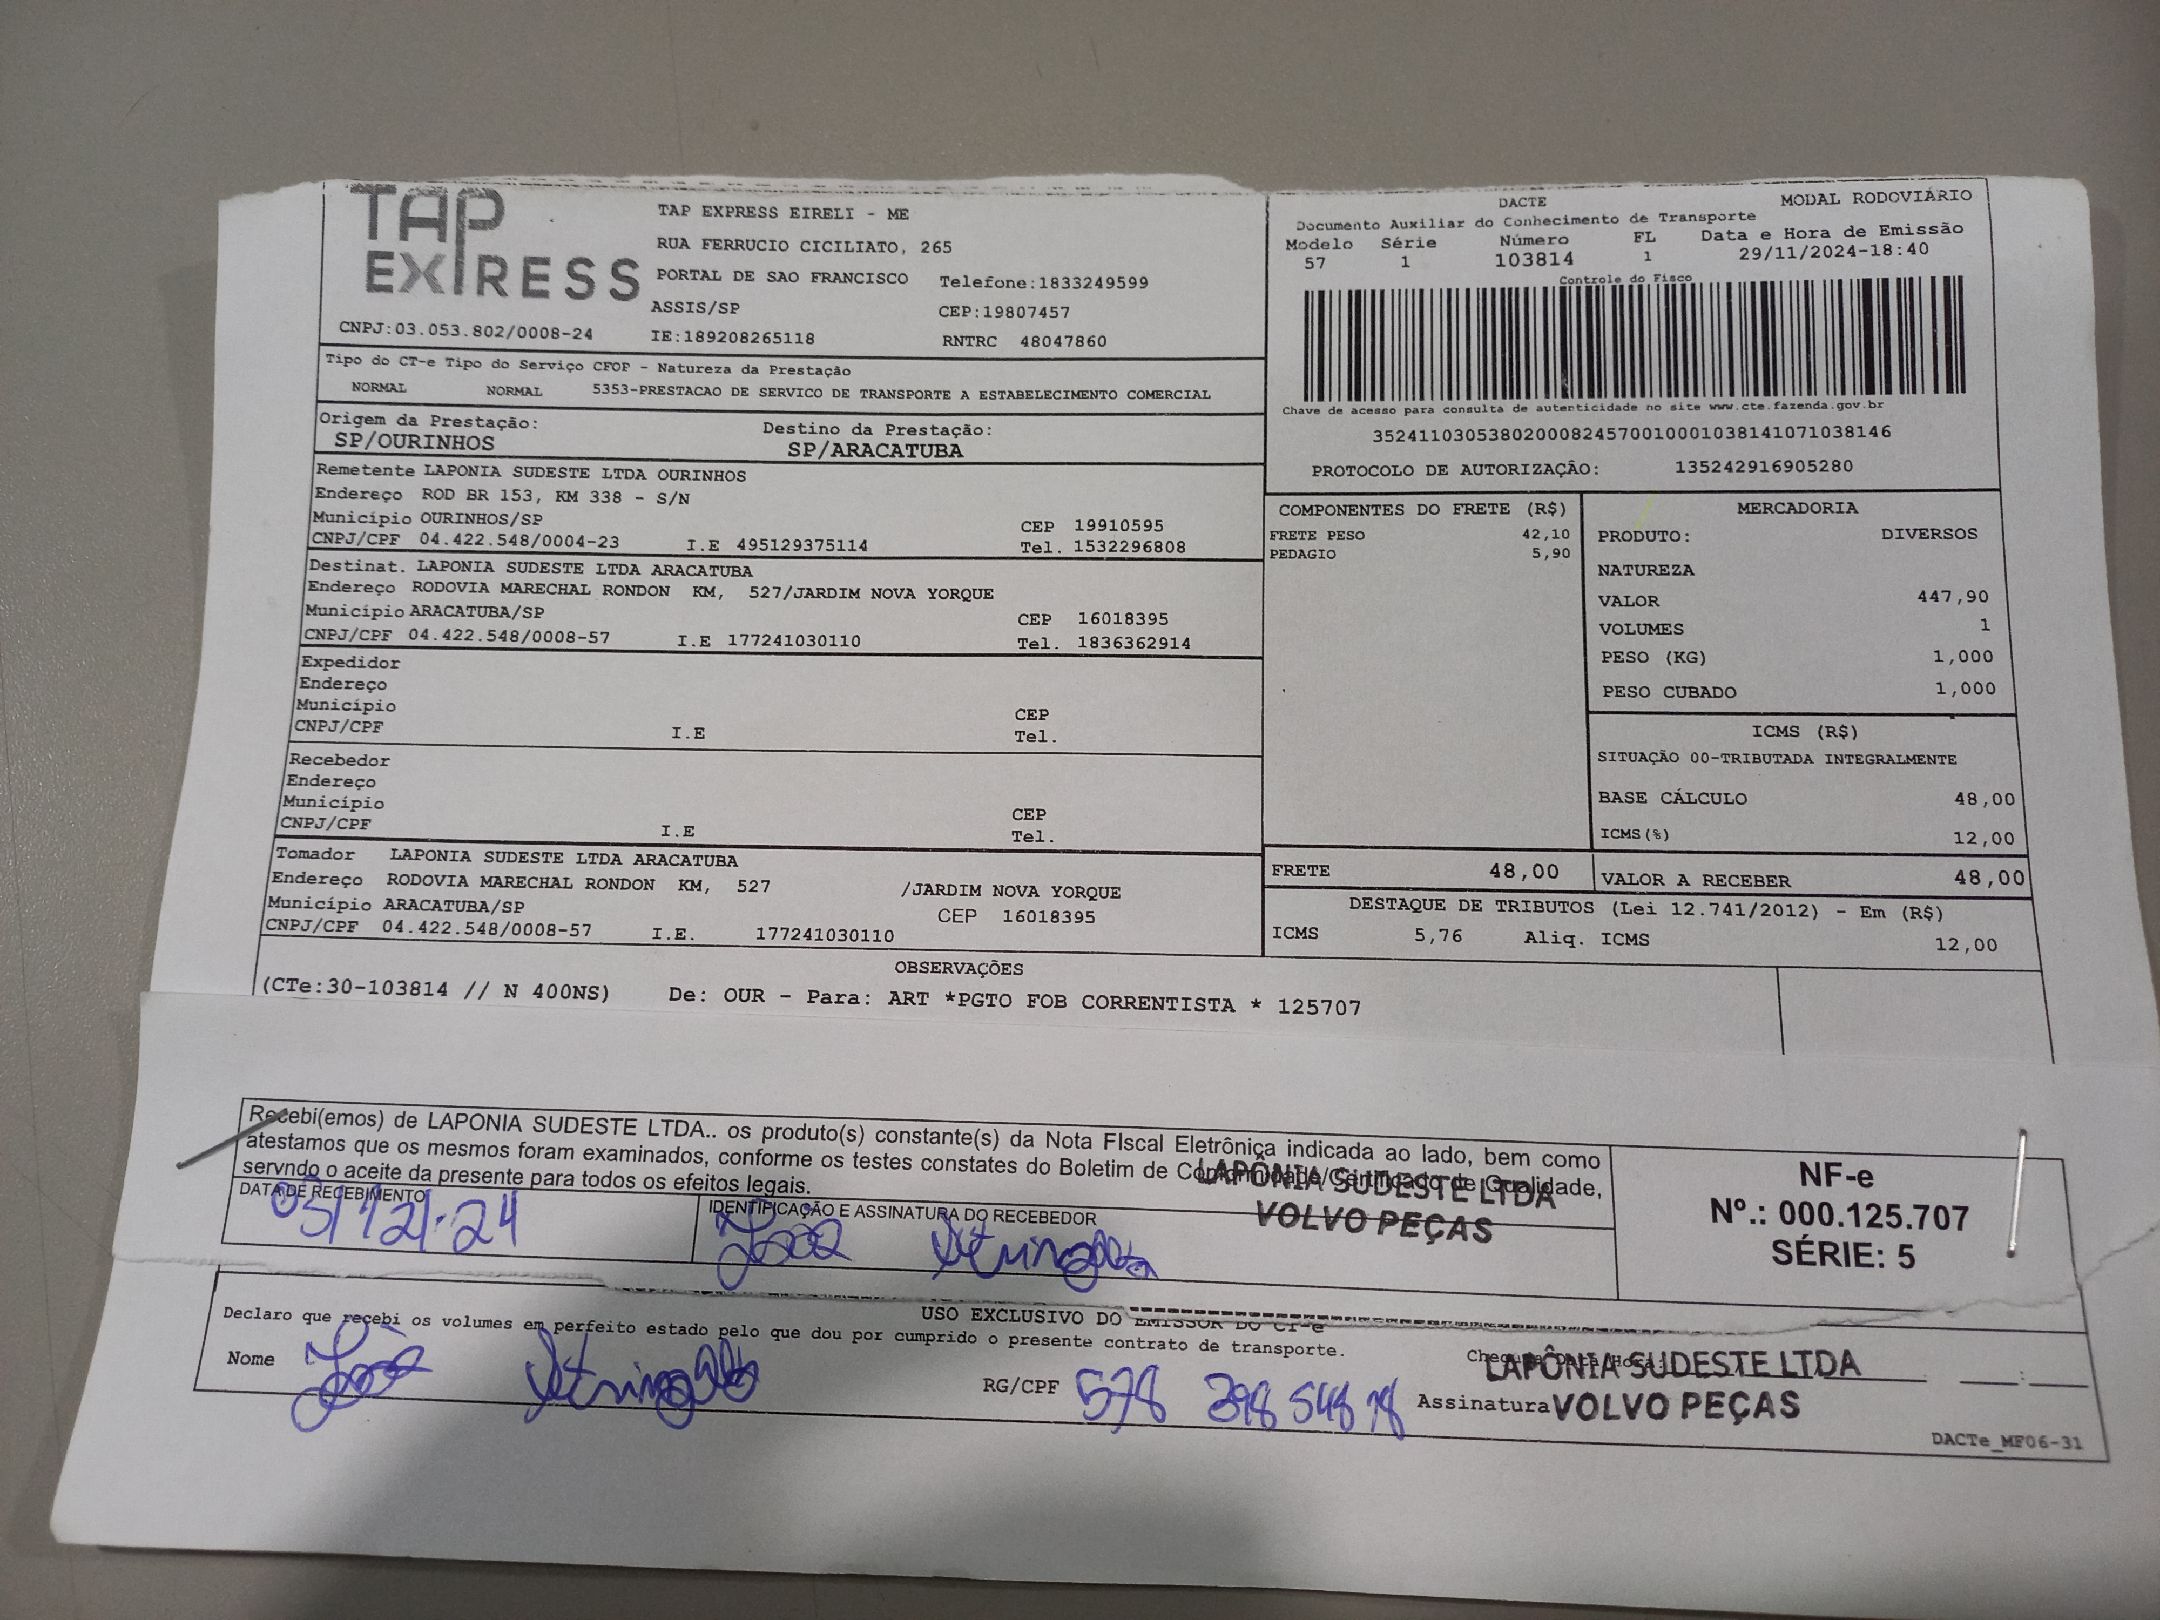 TAP EXPRESS
TAP EXPRESS EIRELI - ME
RUA FERRUCIO CICILIATO, 265
PORTAL DE SAO FRANCISCO Telefone:1833249599
ASSIS/SP CEP:19807457
CNPJ:03.053.802/0008-24 IE:189208265118 RNTRC 48047860
DACTE MODAL RODOVIÁRIO
Documento Auxiliar do Conhecimento de Transporte
Modelo Série Número FL Data e Hora de Emissão
57 1 103814 1 29/11/2024-18:40
Controle do Fisco
Chave de acesso para consulta de autenticidade no site www.cte.fazenda.gov.br
35241103053802000824570010001038141071038146
PROTOCOLO DE AUTORIZAÇÃO: 135242916905280
Tipo do CT-e Tipo do Serviço CFOP - Natureza da Prestação
NORMAL NORMAL 5353-PRESTACAO DE SERVICO DE TRANSPORTE A ESTABELECIMENTO COMERCIAL
Origem da Prestação: Destino da Prestação:
SP/OURINHOS SP/ARACATUBA
Remetente LAPONIA SUDESTE LTDA OURINHOS
Endereço ROD BR 153, KM 338 - S/N
Município OURINHOS/SP CEP 19910595
CNPJ/CPF 04.422.548/0004-23 I.E 495129375114 Tel. 1532296808
Destinat. LAPONIA SUDESTE LTDA ARACATUBA
Endereço RODOVIA MARECHAL RONDON KM, 527/JARDIM NOVA YORQUE
Município ARACATUBA/SP CEP 16018395
CNPJ/CPF 04.422.548/0008-57 I.E 177241030110 Tel. 1836362914
Expedidor
Endereço
Município CEP
CNPJ/CPF I.E Tel.
Recebedor
Endereço
Município CEP
CNPJ/CPF I.E Tel.
Tomador LAPONIA SUDESTE LTDA ARACATUBA
Endereço RODOVIA MARECHAL RONDON KM, 527 /JARDIM NOVA YORQUE
Município ARACATUBA/SP CEP 16018395
CNPJ/CPF 04.422.548/0008-57 I.E. 177241030110
COMPONENTES DO FRETE (R$)
FRETE PESO 42,10
PEDAGIO 5,90
MERCADORIA
PRODUTO: DIVERSOS
NATUREZA
VALOR 447,90
VOLUMES 1
PESO (KG) 1,000
PESO CUBADO 1,000
ICMS (R$)
SITUAÇÃO 00-TRIBUTADA INTEGRALMENTE
BASE CÁLCULO 48,00
ICMS(%) 12,00
FRETE 48,00 VALOR A RECEBER 48,00
DESTAQUE DE TRIBUTOS (Lei 12.741/2012) - Em (R$)
ICMS 5,76 Aliq. ICMS 12,00
OBSERVAÇÕES
(CTe:30-103814 // N 400NS) De: OUR - Para: ART *PGTO FOB CORRENTISTA * 125707
Recebi(emos) de LAPONIA SUDESTE LTDA.. os produto(s) constante(s) da Nota FIscal Eletrônica indicada ao lado, bem como
atestamos que os mesmos foram examinados, conforme os testes constates do Boletim de Conformidade/Certificado de Qualidade,
servndo o aceite da presente para todos os efeitos legais.
LAPÔNIA SUDESTE LTDA
VOLVO PEÇAS
DATA DE RECEBIMENTO IDENTIFICAÇÃO E ASSINATURA DO RECEBEDOR
03/12/24
NF-e
Nº.: 000.125.707
SÉRIE: 5
USO EXCLUSIVO DO EMISSOR DO CT-e
Declaro que recebi os volumes em perfeito estado pelo que dou por cumprido o presente contrato de transporte.
Nome RG/CPF 578 398 548 Assinatura
LAPÔNIA SUDESTE LTDA
VOLVO PEÇAS
DACTe_MF06-31